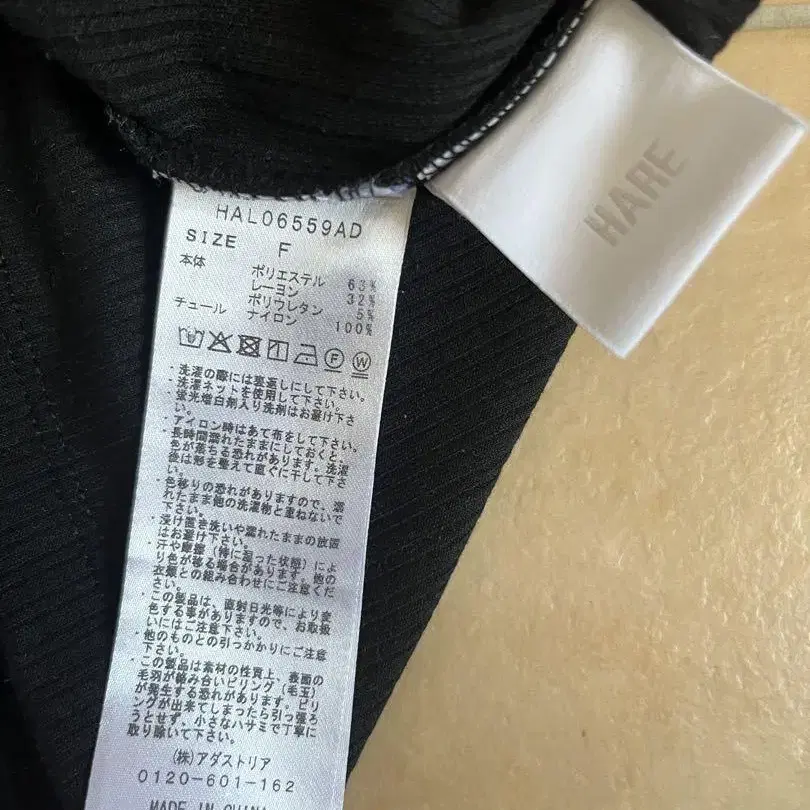 HARE
HAL06559AD
SIZE F
本体 ポリエステル 63%
レーヨン 32%
ポリウレタン 5%
チュール ナイロン 100%
・洗濯の際には裏返しにして下さい。
・洗濯ネットを使用して下さい。
・蛍光増白剤入り洗剤はお避け下さ
い。
・アイロン時はあて布をして下さい。
・長時間濡れたままにしておくと、
色が落ちる恐れがあります。洗濯
後は形を整えて直ぐに干して下さ
い。
・色移りの恐れがありますので、濡
れたまま他の洗濯物と重ねないで
下さい。
・浸け置き洗いや濡れたままの放置
はお避け下さい。
・汗や摩擦(特に湿った状態)によ
り色が移る場合があります。他の
衣類との組み合わせにご注意くだ
さい。
・この製品は、直射日光等により変
色する事がありますので、お取扱
いにはご注意下さい。
・他のものとの引っかかりにご注意
下さい。
・この製品は素材の性質上、表面の
毛羽が絡み合いピリング(毛玉)
が発生する恐れがあります。ピリ
ングが出来てしまったら引っ張ろ
うとせず、小さなハサミで丁寧に
取り除いて下さい。
(株)アダストリア
0120-601-162
MADE IN CHINA